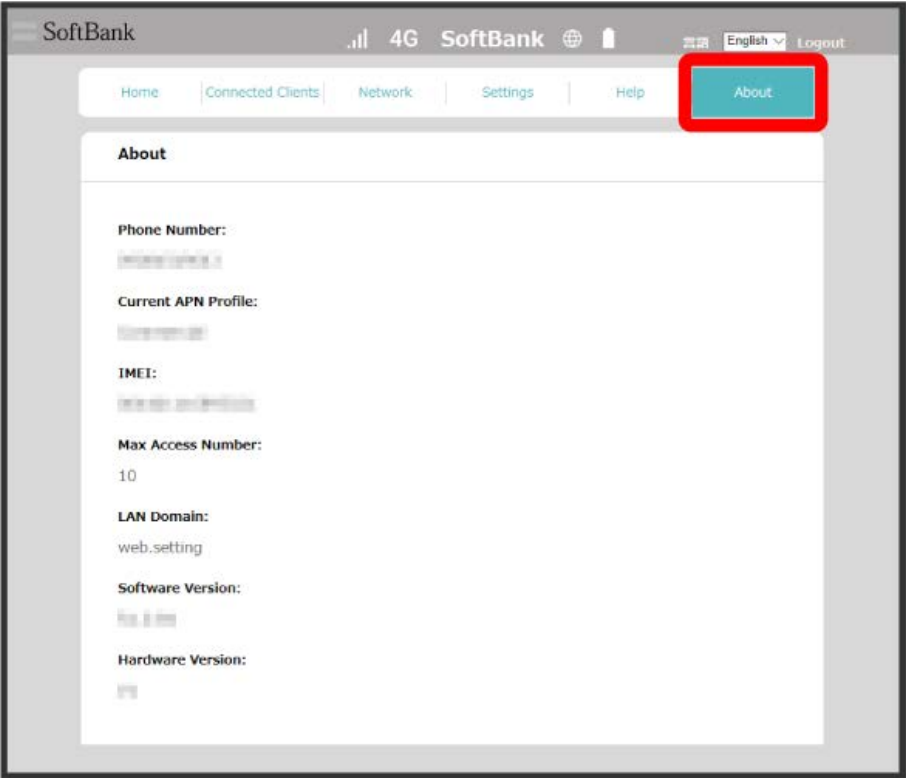 SoftBank
4G SoftBank
言語 English Logout
Home Connected Clients Network Settings Help About
About
Phone Number:
Current APN Profile:
IMEI:
Max Access Number:
10
LAN Domain:
web.setting
Software Version:
Hardware Version: